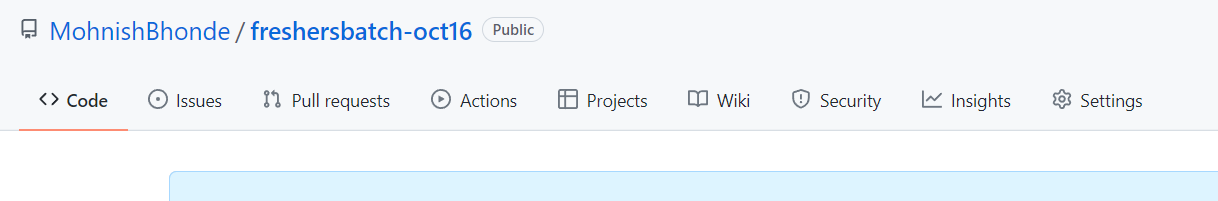 MohnishBhonde / freshersbatch-oct16 Public
Code Issues Pull requests Actions Projects Wiki Security Insights Settings